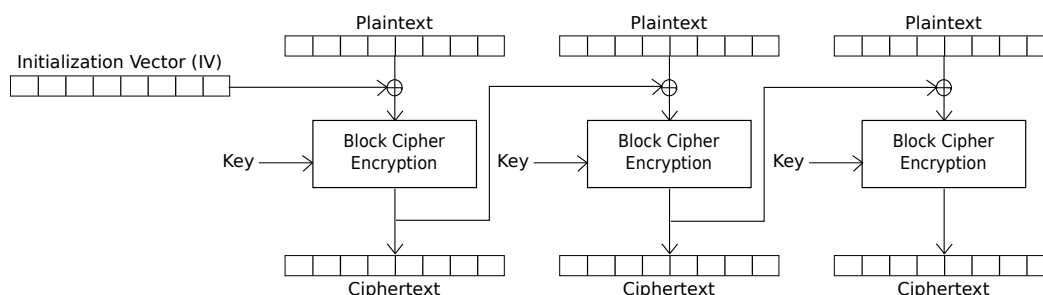 Plaintext
Plaintext
Plaintext
Initialization Vector (IV)
Block Cipher
Encryption
Block Cipher
Encryption
Block Cipher
Encryption
Key
Key
Key
Ciphertext
Ciphertext
Ciphertext